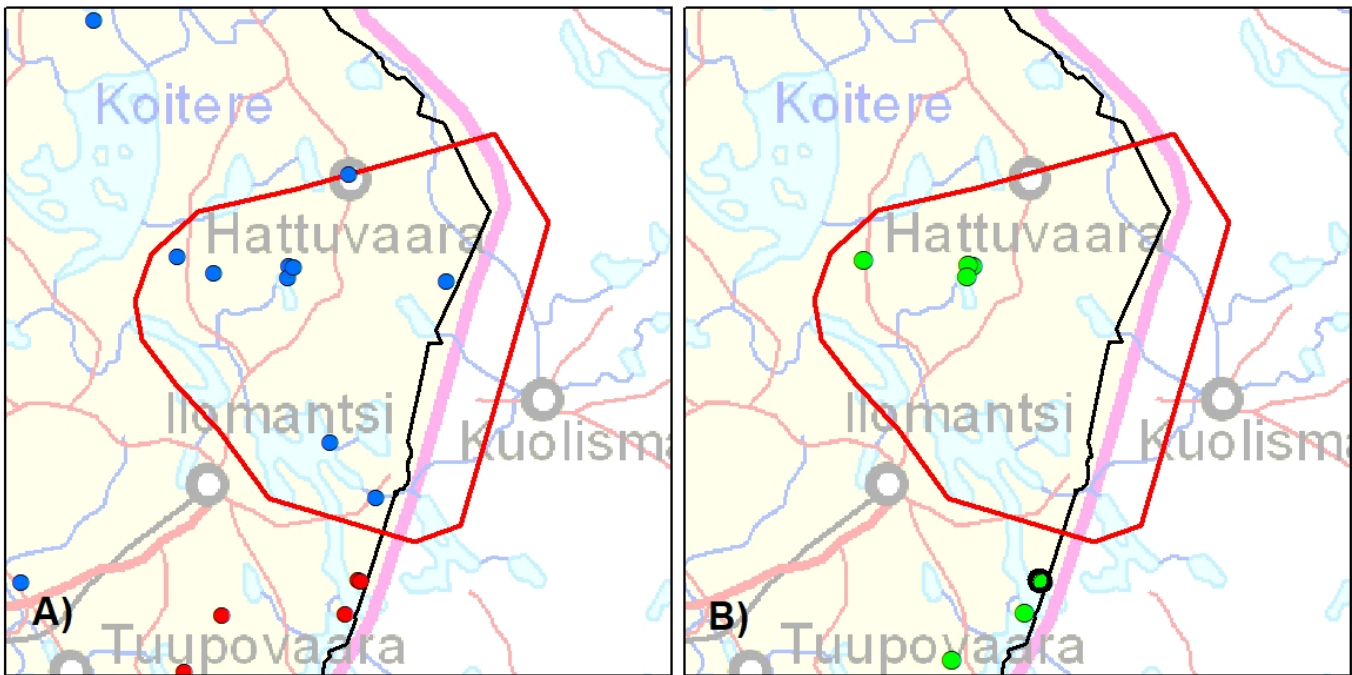 Koitere
Hattuvaara
Ilomantsi
Kuolisma
A)
Tuupovaara
Koitere
Hattuvaara
Ilomantsi
Kuolisma
B)
Tuupovaara